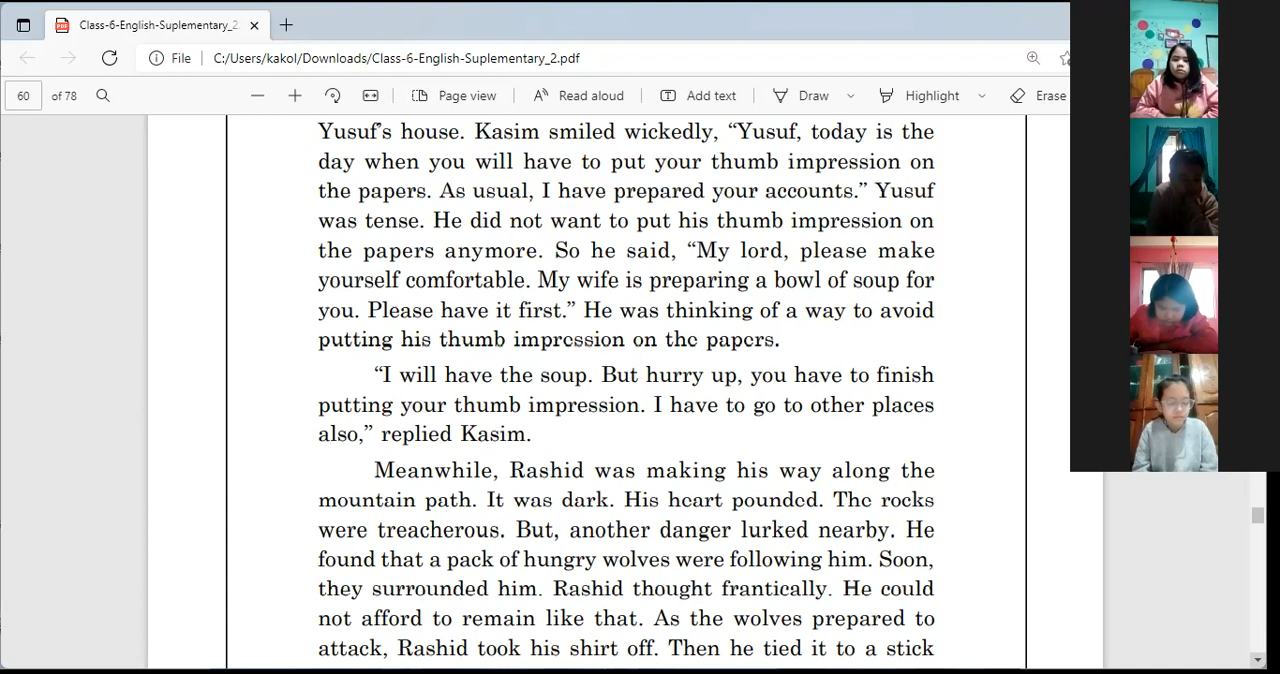 Class-6-English-Suplementary_2.
File
C:/Users/kakol/Downloads/Class-6-English-Suplementary_2.pdf
60 of 78
Page view
Read aloud
Add text
Draw
Highlight
Erase
Yusuf's house. Kasim smiled wickedly, “Yusuf, today is the
day when you will have to put your thumb impression on
the papers. As usual, I have prepared your accounts.” Yusuf
was tense. He did not want to put his thumb impression on
the papers anymore. So he said, “My lord, please make
yourself comfortable. My wife is preparing a bowl of soup for
you. Please have it first.” He was thinking of a way to avoid
putting his thumb impression on the papers.
“I will have the soup. But hurry up, you have to finish
putting your thumb impression. I have to go to other places
also,” replied Kasim.
Meanwhile, Rashid was making his way along the
mountain path. It was dark. His heart pounded. The rocks
were treacherous. But, another danger lurked nearby. He
found that a pack of hungry wolves were following him. Soon,
they surrounded him. Rashid thought frantically. He could
not afford to remain like that. As the wolves prepared to
attack, Rashid took his shirt off. Then he tied it to a stick